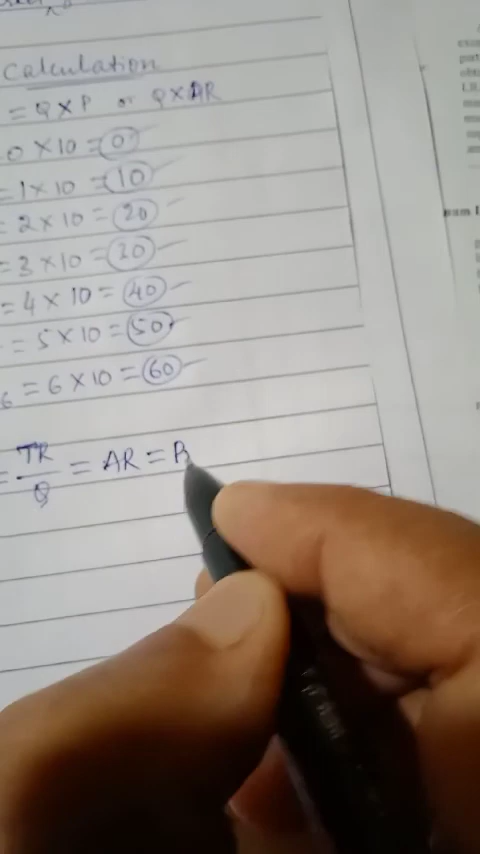 Calculation
= Q × P or Q × AR
0 × 10 = 0
= 1 × 10 = 10
= 2 × 10 = 20
= 3 × 10 = 30
= 4 × 10 = 40
= 5 × 10 = 50
6 = 6 × 10 = 60
= TR/Q = AR = P